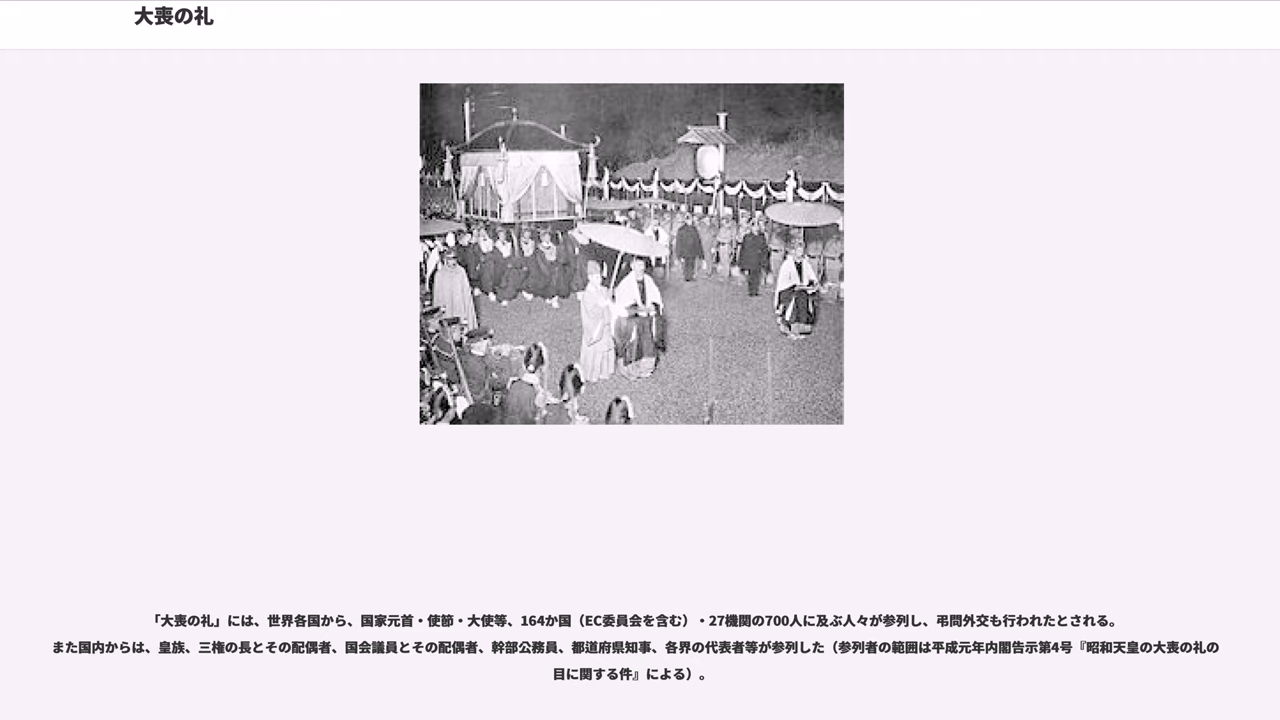 大喪の礼
「大喪の礼」には、世界各国から、国家元首・使節・大使等、164か国（EC委員会を含む）・27機関の700人に及ぶ人々が参列し、弔問外交も行われたとされる。
また国内からは、皇族、三権の長とその配偶者、国会議員とその配偶者、幹部公務員、都道府県知事、各界の代表者等が参列した（参列者の範囲は平成元年内閣告示第4号『昭和天皇の大喪の礼の
目に関する件』による）。